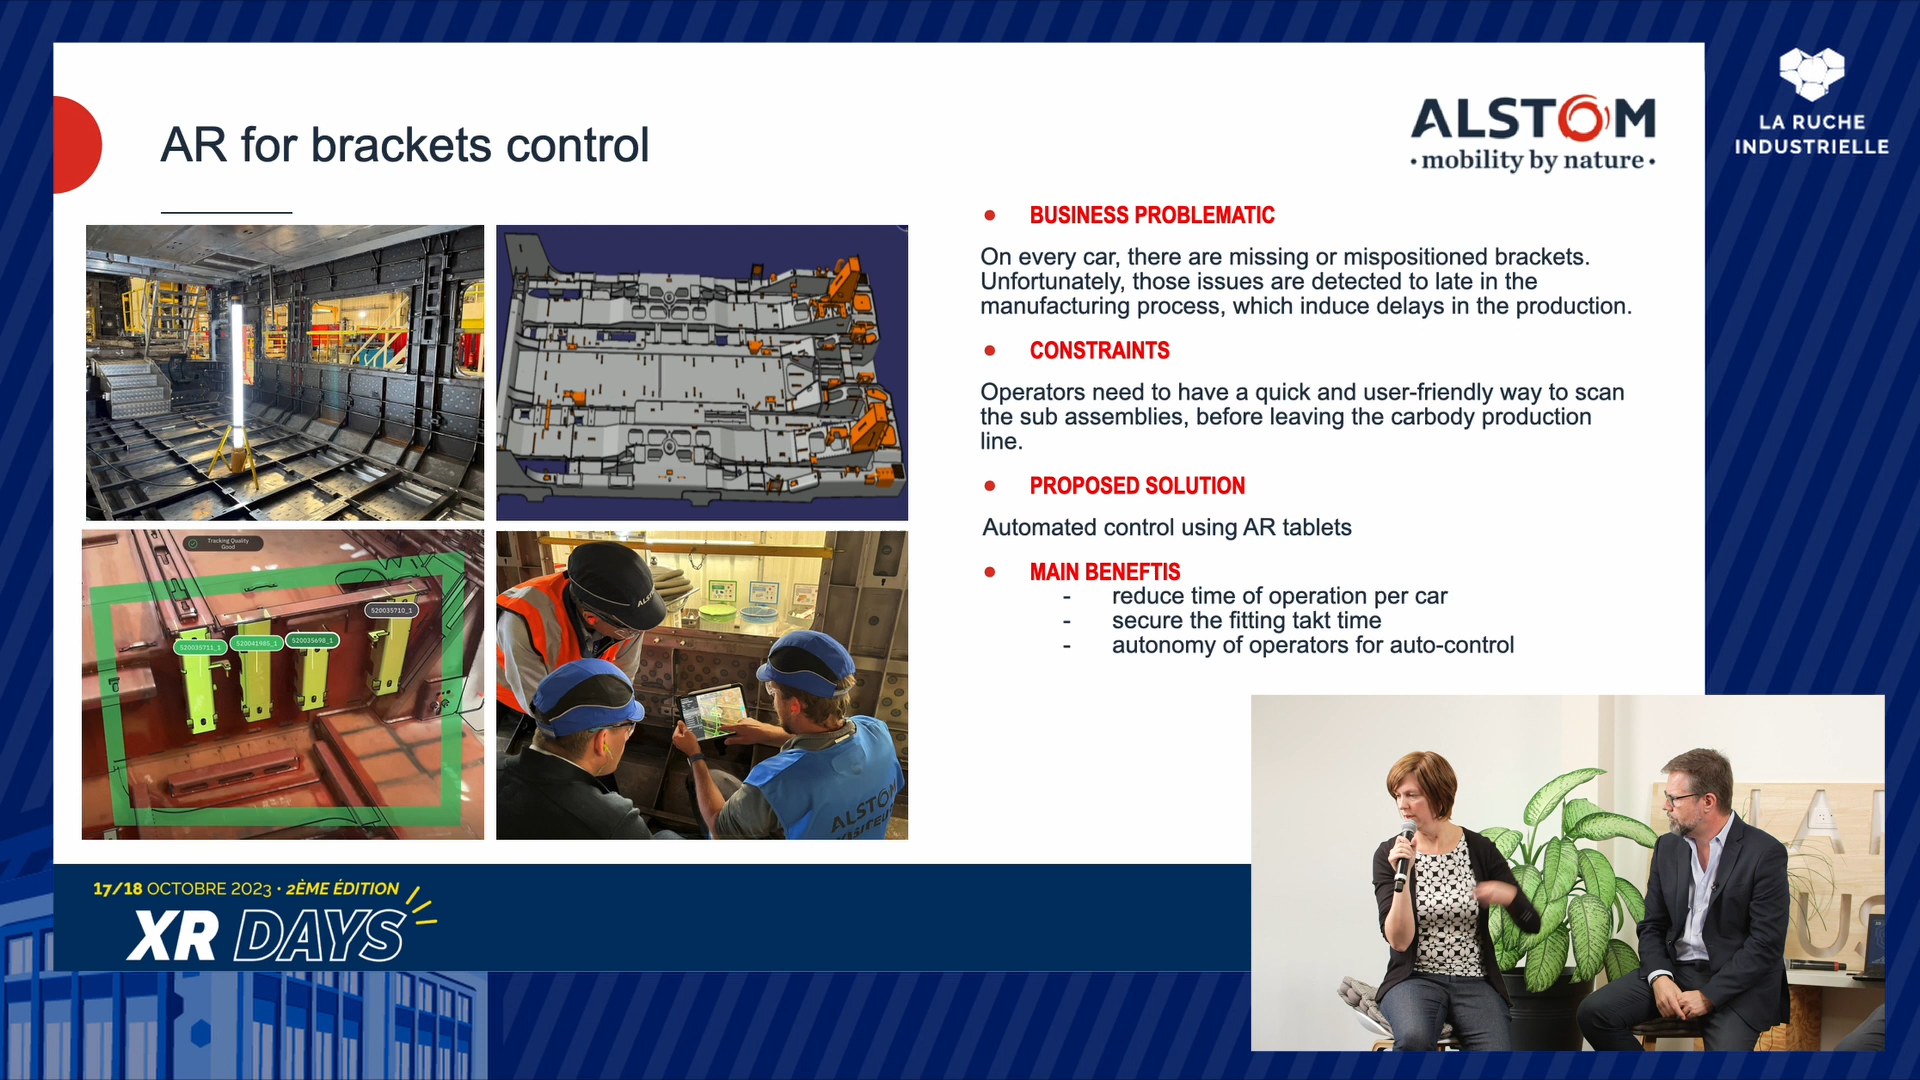 AR for brackets control
ALSTOM
• mobility by nature •
LA RUCHE
INDUSTRIELLE
Tracking Quality
Good
S20035711_1
S20041985_1
S20035698_1
S20035710_1
ALSTOM
• BUSINESS PROBLEMATIC
On every car, there are missing or mispositioned brackets.
Unfortunately, those issues are detected to late in the
manufacturing process, which induce delays in the production.
• CONSTRAINTS
Operators need to have a quick and user-friendly way to scan
the sub assemblies, before leaving the carbody production
line.
• PROPOSED SOLUTION
Automated control using AR tablets
• MAIN BENEFTIS
- reduce time of operation per car
- secure the fitting takt time
- autonomy of operators for auto-control
17/18 OCTOBRE 2023 • 2ÈME ÉDITION
XR DAYS